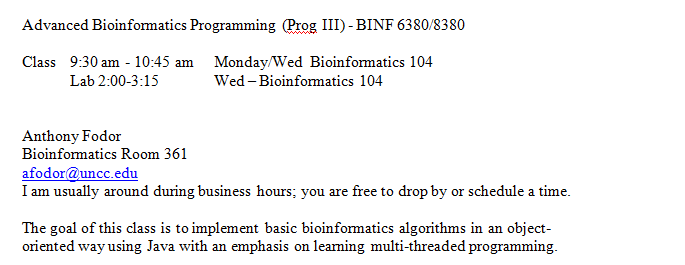 Advanced Bioinformatics Programming (Prog III) - BINF 6380/8380
Class 9:30 am - 10:45 am Monday/Wed Bioinformatics 104
Lab 2:00-3:15 Wed – Bioinformatics 104
Anthony Fodor
Bioinformatics Room 361
afodor@uncc.edu
I am usually around during business hours; you are free to drop by or schedule a time.
The goal of this class is to implement basic bioinformatics algorithms in an object-
oriented way using Java with an emphasis on learning multi-threaded programming.